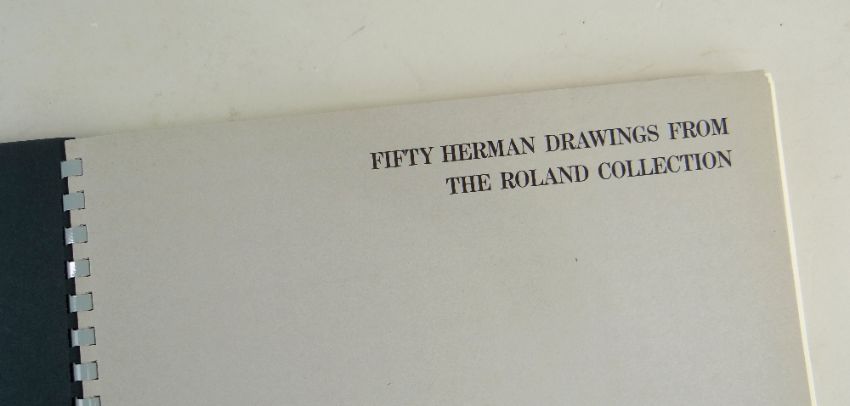 FIFTY HERMAN DRAWINGS FROM
THE ROLAND COLLECTION